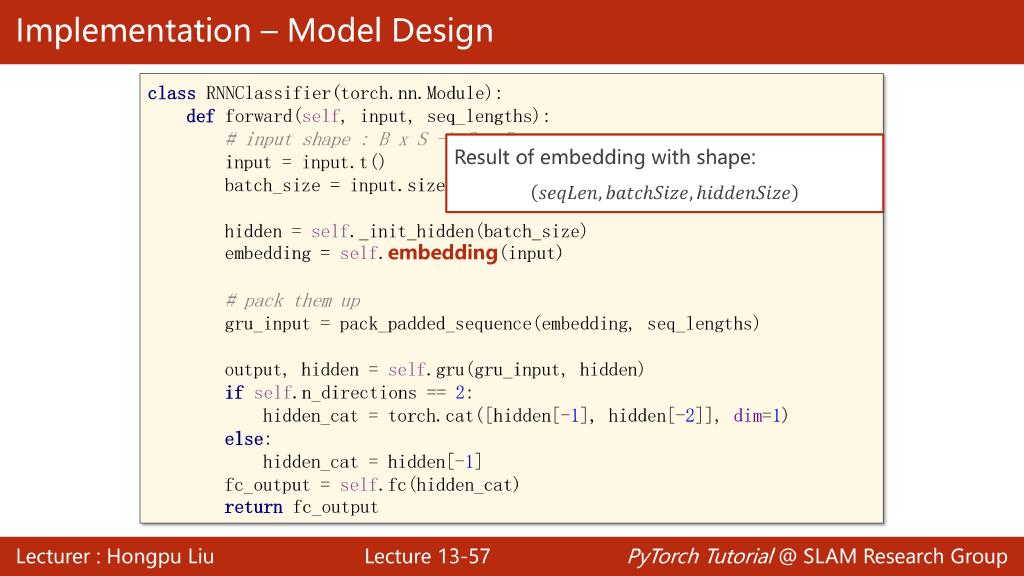 Implementation – Model Design
class RNNClassifier(torch.nn.Module):
def forward(self, input, seq_lengths):
# input shape : B x S
input = input.t()
batch_size = input.size
Result of embedding with shape:
(seqLen, batchSize, hiddenSize)
hidden = self._init_hidden(batch_size)
embedding = self.embedding(input)
# pack them up
gru_input = pack_padded_sequence(embedding, seq_lengths)
output, hidden = self.gru(gru_input, hidden)
if self.n_directions == 2:
hidden_cat = torch.cat([hidden[-1], hidden[-2]], dim=1)
else:
hidden_cat = hidden[-1]
fc_output = self.fc(hidden_cat)
return fc_output
Lecturer : Hongpu Liu
Lecture 13-57
PyTorch Tutorial @ SLAM Research Group